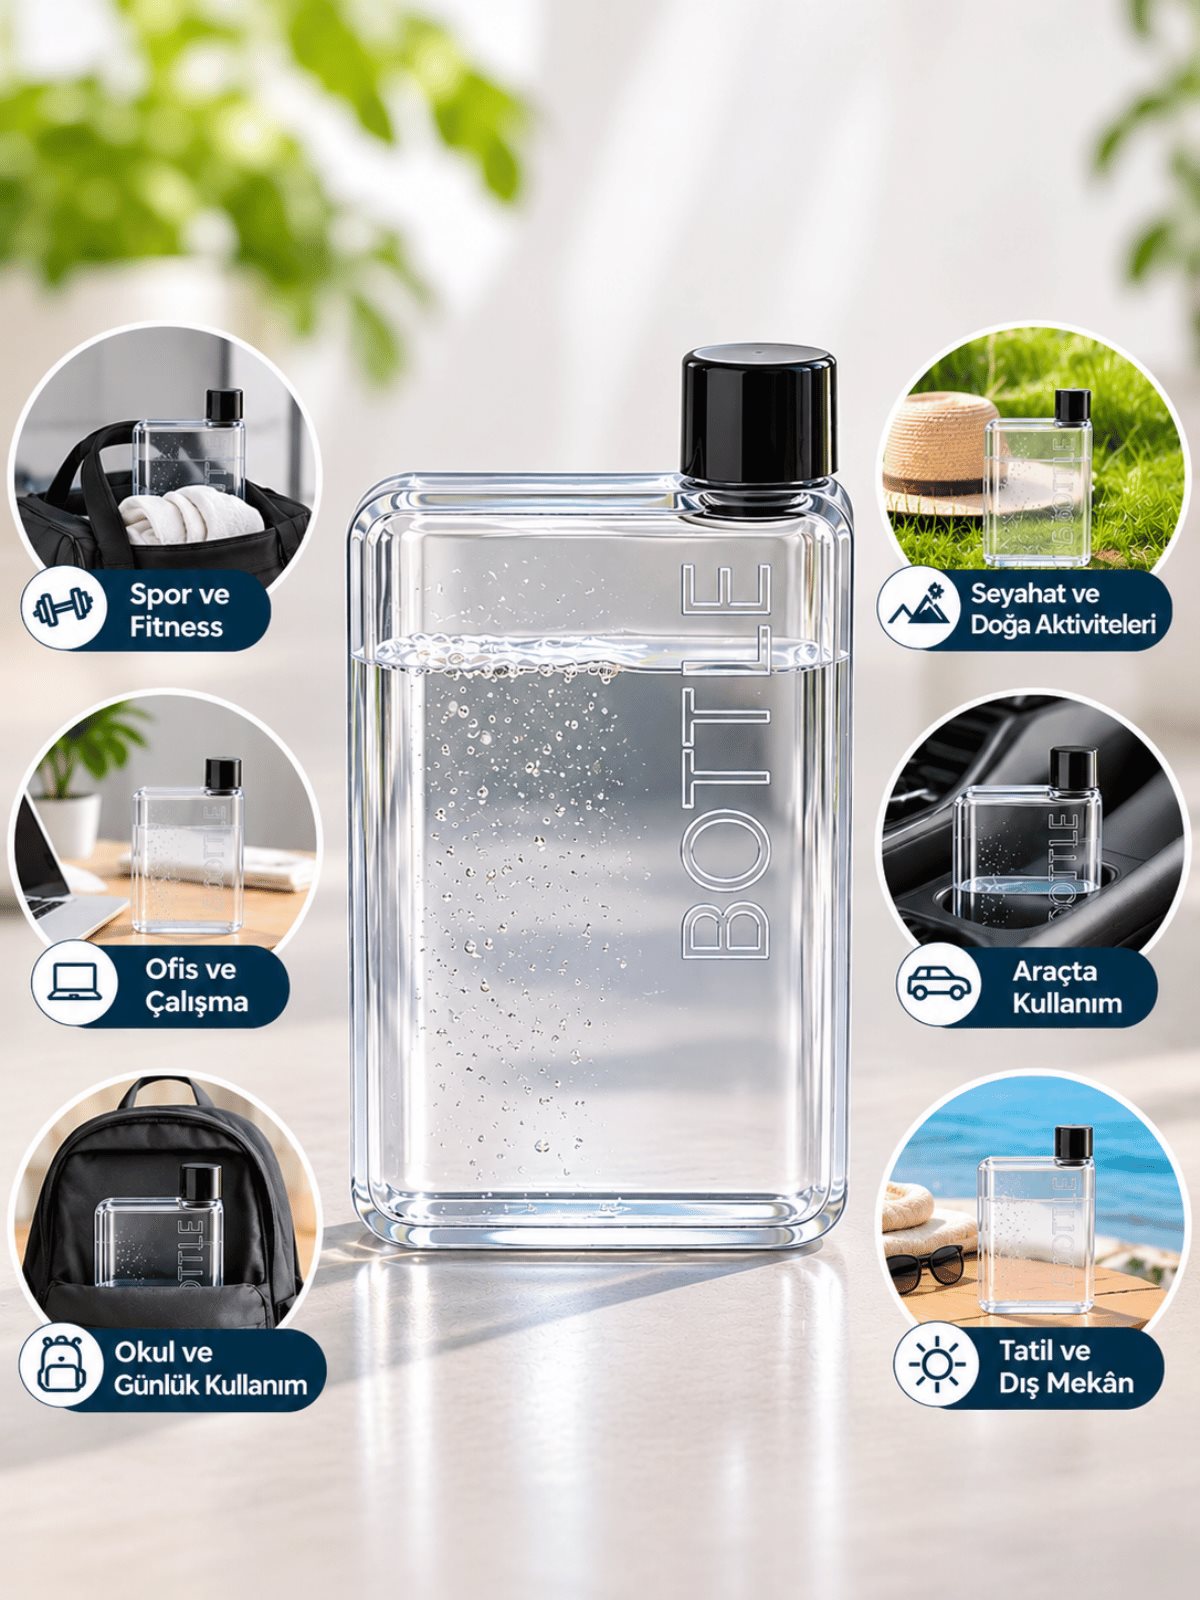 Spor ve
Fitness
Seyahat ve
Doğa Aktiviteleri
BOTTLE
Ofis ve
Çalışma
Araçta
Kullanım
Okul ve
Günlük Kullanım
Tatil ve
Dış Mekân